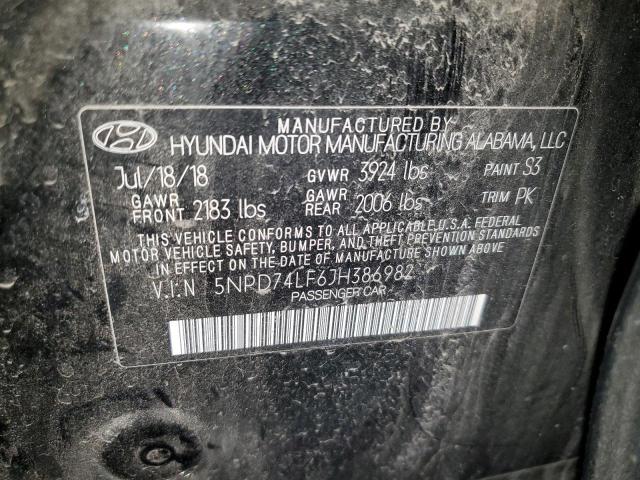 MANUFACTURED BY
HYUNDAI MOTOR MANUFACTURING ALABAMA, LLC
Jul/18/18 GVWR 3924 lbs PAINT S3
GAWR FRONT 2183 lbs GAWR REAR 2006 lbs TRIM PK
THIS VEHICLE CONFORMS TO ALL APPLICABLE U.S.A. FEDERAL
MOTOR VEHICLE SAFETY, BUMPER, AND THEFT PREVENTION STANDARDS
IN EFFECT ON THE DATE OF MANUFACTURE SHOWN ABOVE
V.I.N 5NPD74LF6JH386982
PASSENGER CAR